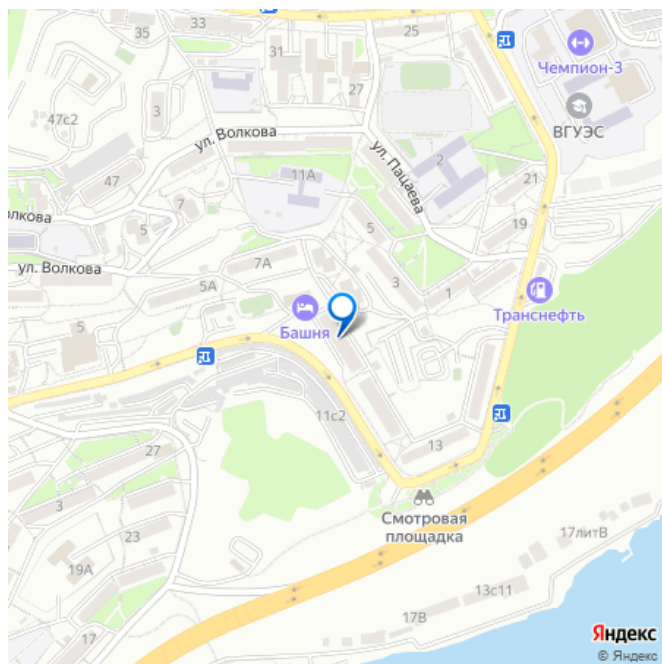 35
33
31
25
Чемпион-3
27
47с2
3
ул. Волкова
ВГУЭС
ул. Пацаева
2
47
11А
21
7
5
19
олкова
5
ул. Волкова
7А
3
5А
1
Транснефть
Башня
5
11с2
27
13
3
Смотровая
площадка
23
17литВ
19А
13с11
17В
17
Яндекс
© Яндекс